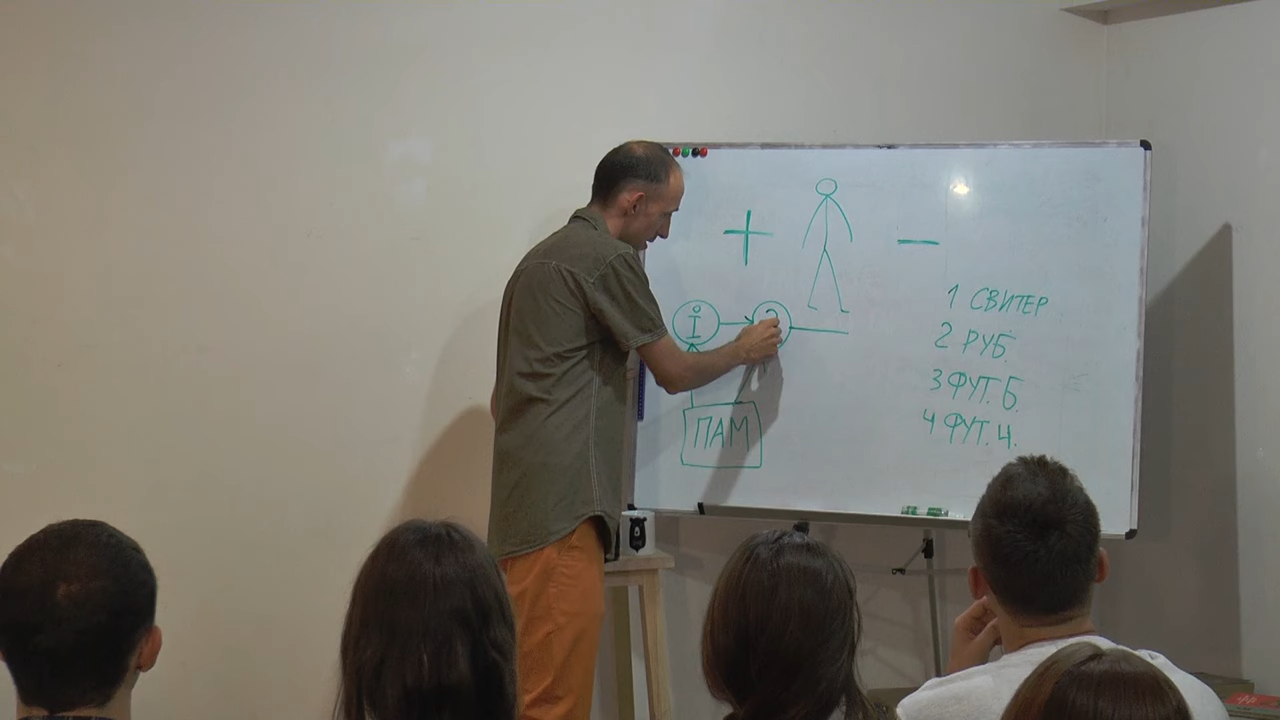 + −
i
1 СВИТЕР
2 РУБ.
3 ФУТ. Б.
4 ФУТ. Ч.
ПАМ